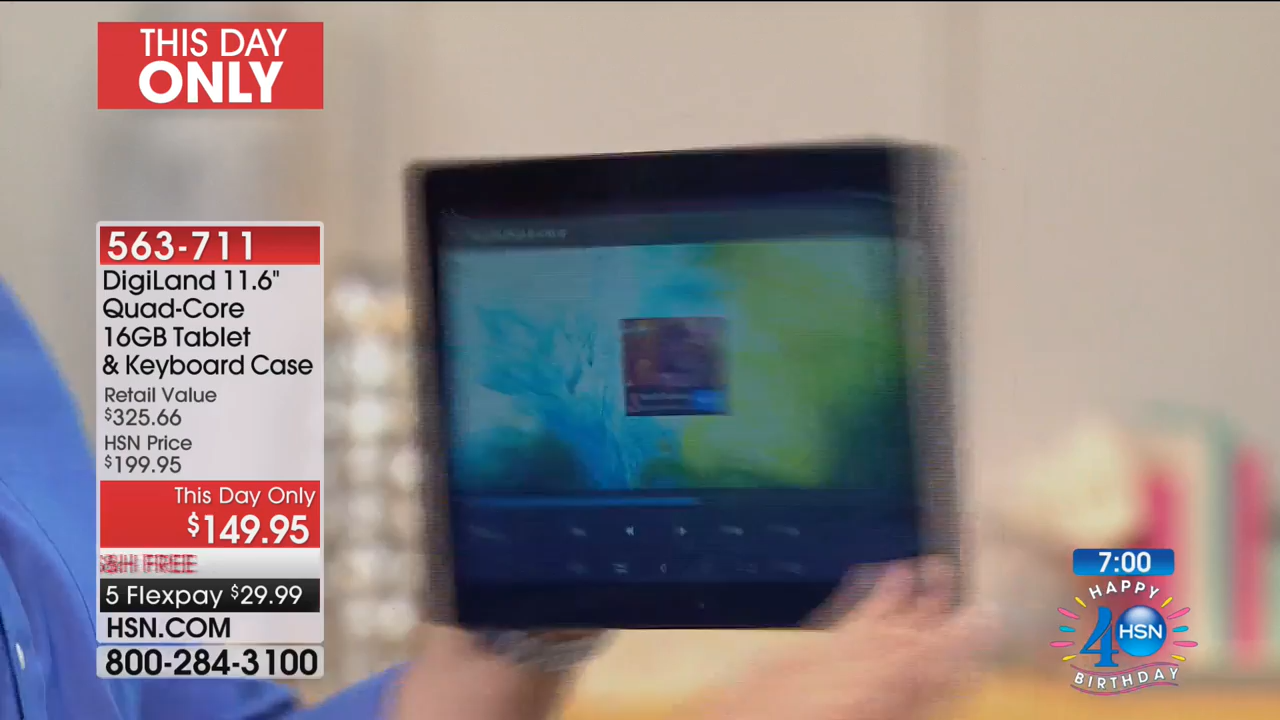 THIS DAY
ONLY
563-711
DigiLand 11.6"
Quad-Core
16GB Tablet
& Keyboard Case
Retail Value
$325.66
HSN Price
$199.95
This Day Only
$149.95
S&H FREE
5 Flexpay $29.99
HSN.COM
800-284-3100
7:00
HAPPY
40
HSN
BIRTHDAY